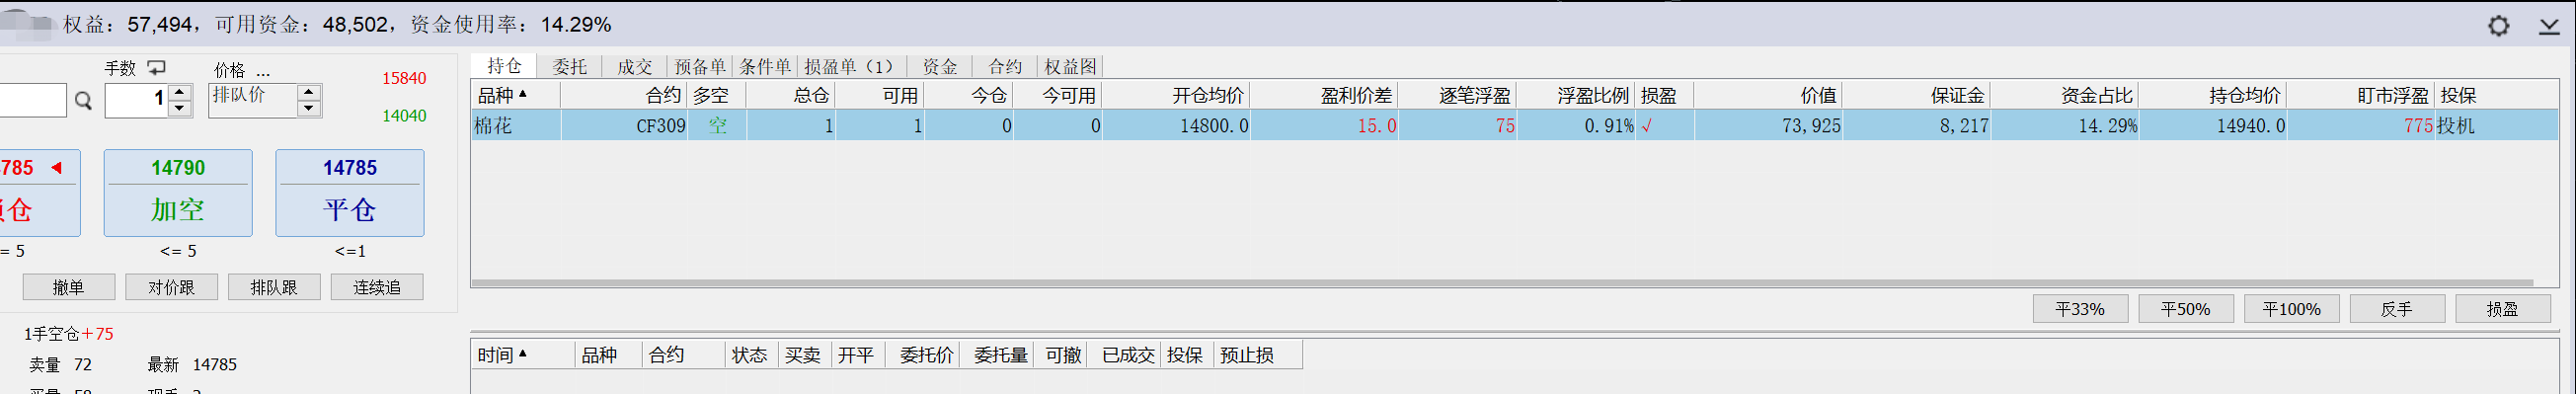 权益：57,494，可用资金：48,502，资金使用率：14.29%
手数 价格 ... 15840
1 排队价 14040
785 14790 14785
仓 加空 平仓
= 5 <= 5 <=1
撤单 对价跟 排队跟 连续追
1手空仓+75
卖量 72 最新 14785
持仓 委托 成交 预备单 条件单 损盈单（1） 资金 合约 权益图
品种 合约 多空 总仓 可用 今仓 今可用 开仓均价 盈利价差 逐笔浮盈 浮盈比例 损盈 价值 保证金 资金占比 持仓均价 盯市浮盈 投保
棉花 CF309 空 1 1 0 0 14800.0 15.0 75 0.91% √ 73,925 8,217 14.29% 14940.0 775 投机
平33% 平50% 平100% 反手 损盈
时间 品种 合约 状态 买卖 开平 委托价 委托量 可撤 已成交 投保 预止损